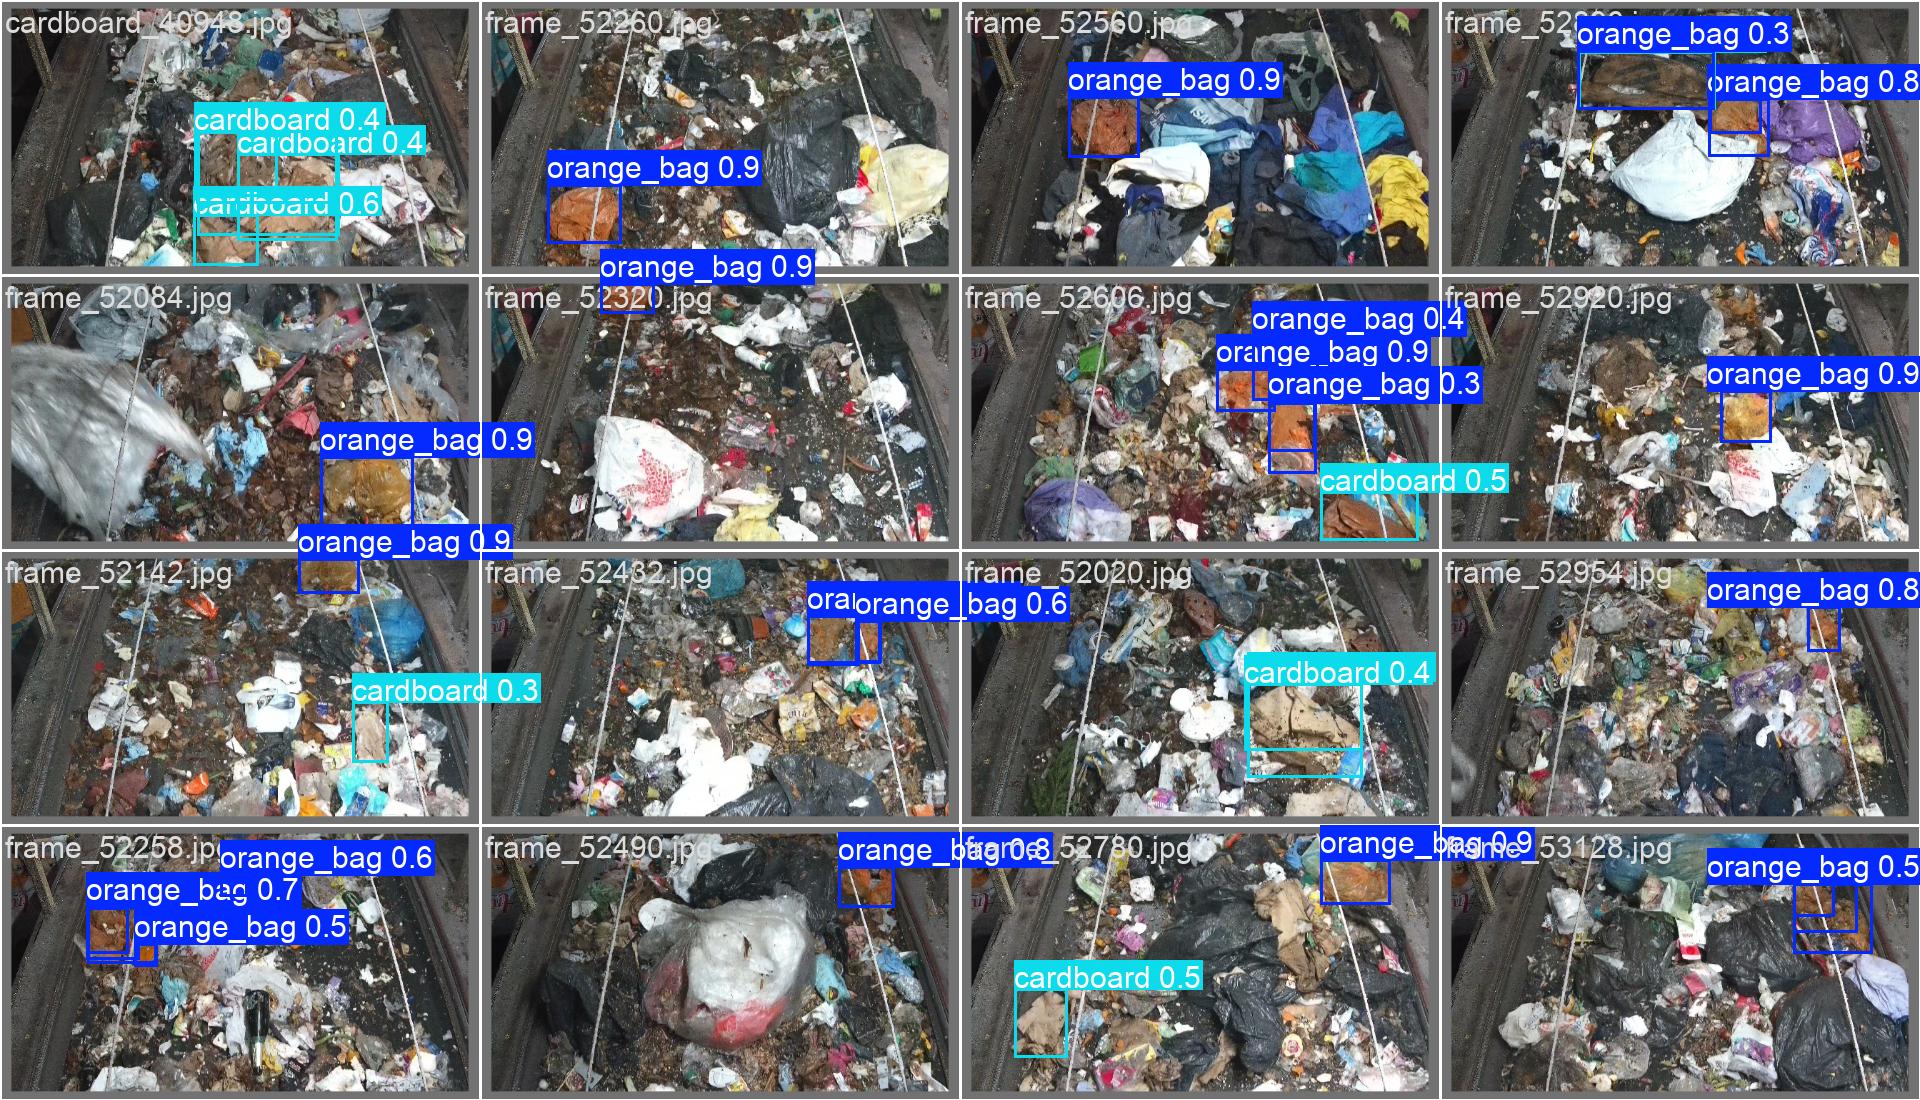 cardboard_40948.jpg
cardboard 0.4
cardboard 0.4
cardboard 0.6
frame_52260.jpg
orange_bag 0.9
frame_52560.jpg
orange_bag 0.9
orange_bag 0.3
orange_bag 0.8
frame_52084.jpg
orange_bag 0.9
orange_bag 0.9
frame_52320.jpg
frame_52606.jpg
orange_bag 0.4
orange_bag 0.9
orange_bag 0.3
cardboard 0.5
frame_52920.jpg
orange_bag 0.9
frame_52142.jpg
orange_bag 0.9
cardboard 0.3
frame_52432.jpg
orange_bag 0.6
frame_52020.jpg
cardboard 0.4
frame_52954.jpg
orange_bag 0.8
frame_52258.jpg
orange_bag 0.6
orange_bag 0.7
orange_bag 0.5
frame_52490.jpg
orange_bag 0.8
frame_52780.jpg
orange_bag 0.9
cardboard 0.5
frame_53128.jpg
orange_bag 0.5